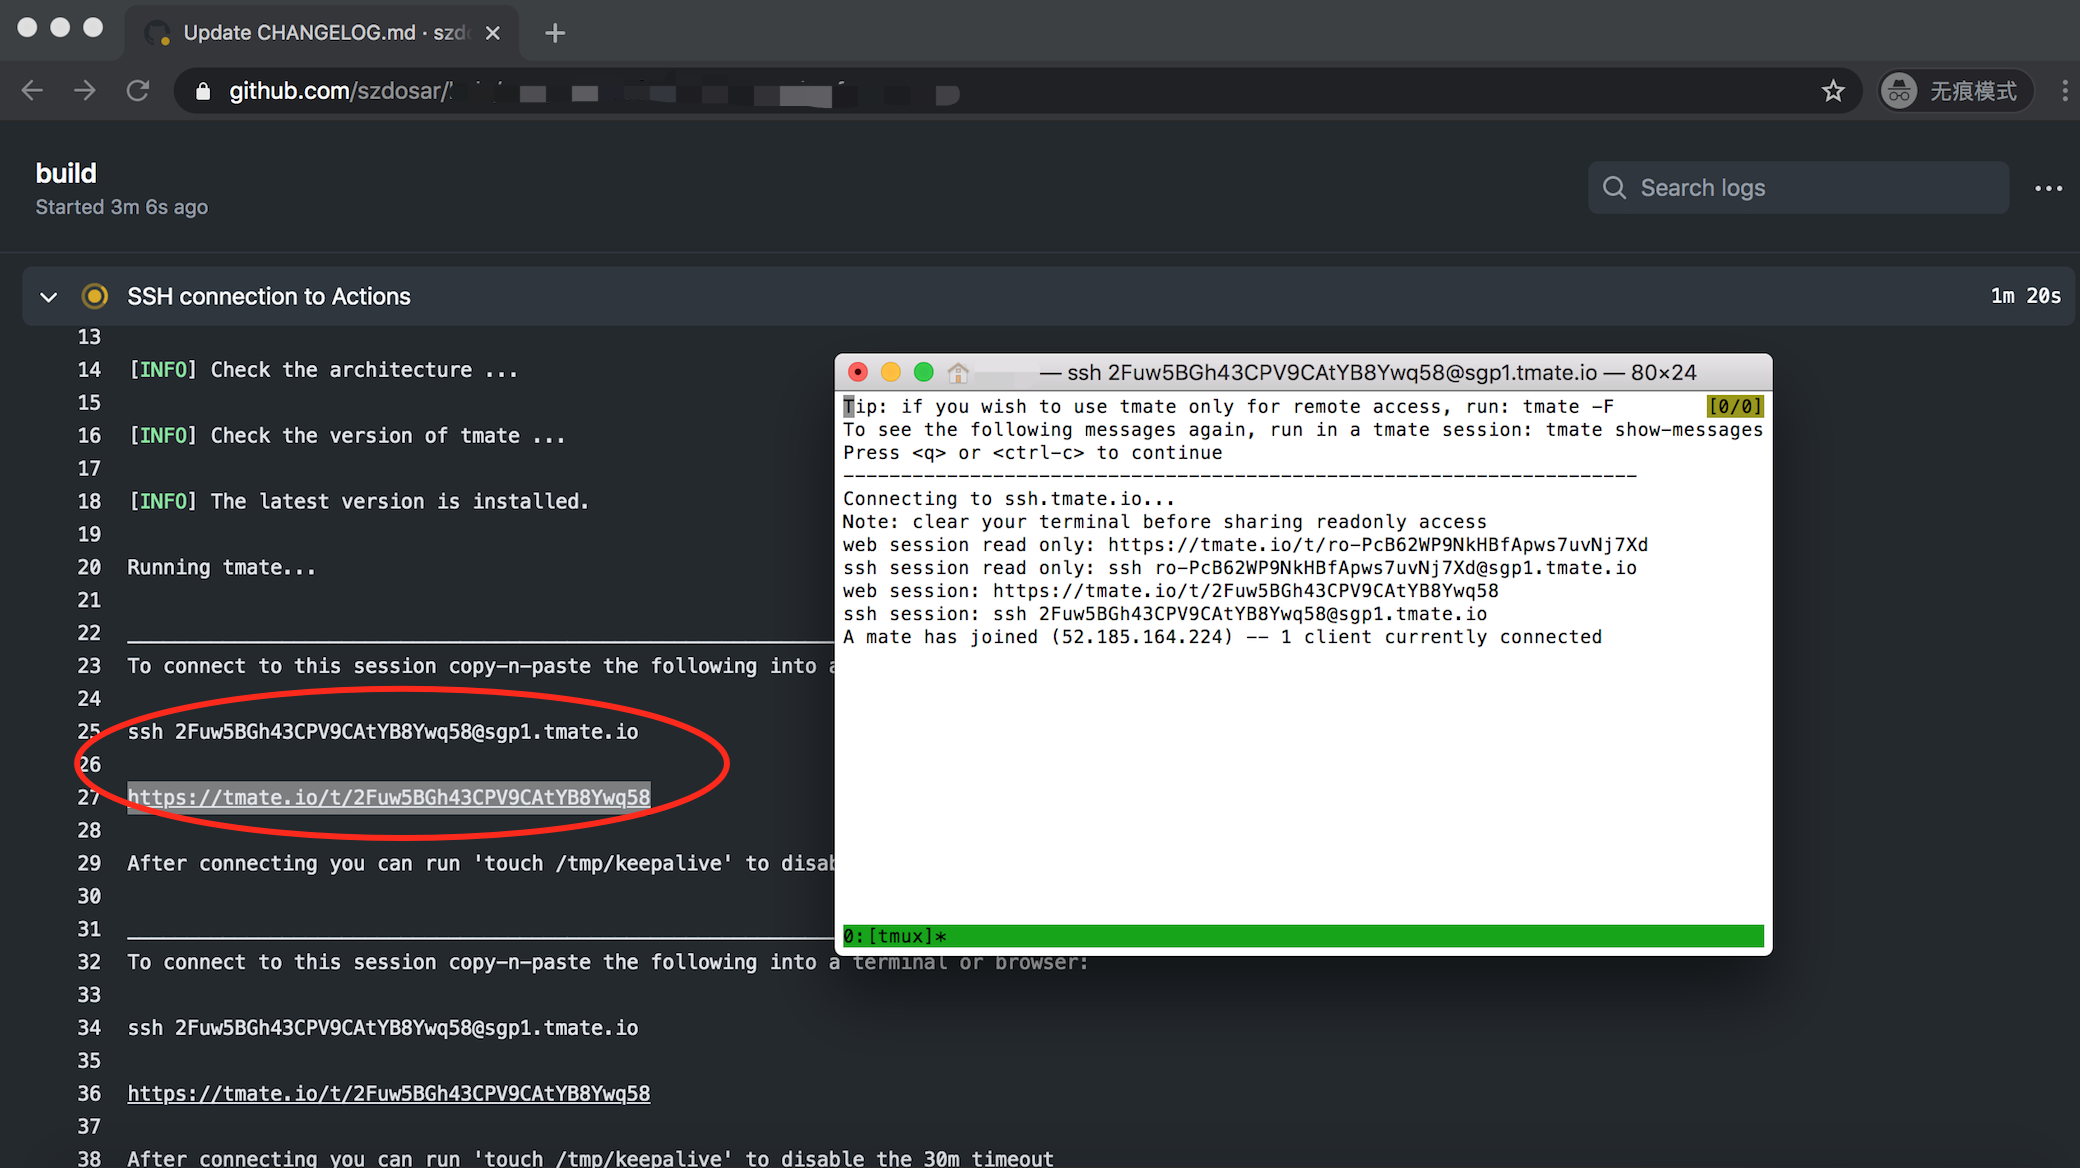 Update CHANGELOG.md · szdo
github.com/szdosar/
无痕模式
build
Started 3m 6s ago
Search logs
SSH connection to Actions
1m 20s
13
14 [INFO] Check the architecture ...
15
16 [INFO] Check the version of tmate ...
17
18 [INFO] The latest version is installed.
19
20 Running tmate...
21
22 ________________________________________________
23 To connect to this session copy-n-paste the following into a
24
25 ssh 2Fuw5BGh43CPV9CAtYB8Ywq58@sgp1.tmate.io
26
27 https://tmate.io/t/2Fuw5BGh43CPV9CAtYB8Ywq58
28
29 After connecting you can run 'touch /tmp/keepalive' to disab
30
31 ________________________________________________
32 To connect to this session copy-n-paste the following into a terminal or browser:
33
34 ssh 2Fuw5BGh43CPV9CAtYB8Ywq58@sgp1.tmate.io
35
36 https://tmate.io/t/2Fuw5BGh43CPV9CAtYB8Ywq58
37
38 After connecting you can run 'touch /tmp/keepalive' to disable the 30m timeout
— ssh 2Fuw5BGh43CPV9CAtYB8Ywq58@sgp1.tmate.io — 80×24
Tip: if you wish to use tmate only for remote access, run: tmate -F [0/0]
To see the following messages again, run in a tmate session: tmate show-messages
Press <q> or <ctrl-c> to continue
---------------------------------------------------------------------
Connecting to ssh.tmate.io...
Note: clear your terminal before sharing readonly access
web session read only: https://tmate.io/t/ro-PcB62WP9NkHBfApws7uvNj7Xd
ssh session read only: ssh ro-PcB62WP9NkHBfApws7uvNj7Xd@sgp1.tmate.io
web session: https://tmate.io/t/2Fuw5BGh43CPV9CAtYB8Ywq58
ssh session: ssh 2Fuw5BGh43CPV9CAtYB8Ywq58@sgp1.tmate.io
A mate has joined (52.185.164.224) -- 1 client currently connected
0:[tmux]*